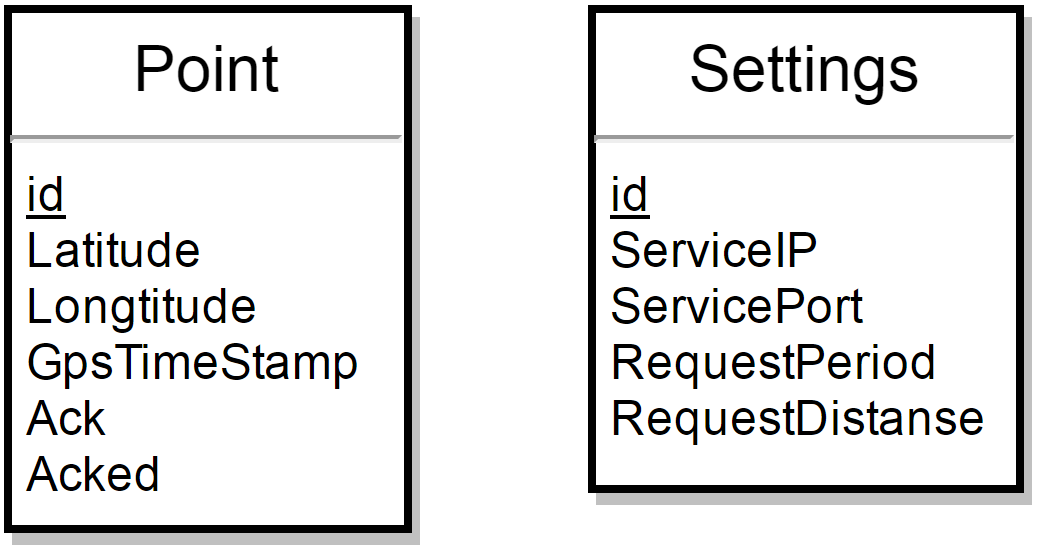 Point
id
Latitude
Longtitude
GpsTimeStamp
Ack
Acked
Settings
id
ServiceIP
ServicePort
RequestPeriod
RequestDistanse